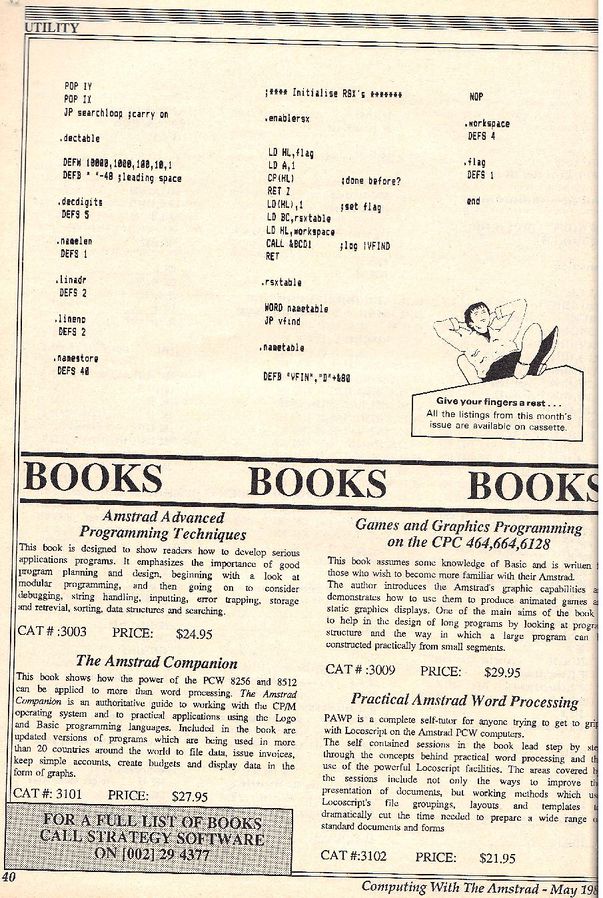 UTILITY
POP IY
POP IX
JP searchloop ;carry on
.dectable
DEFW 10000,1000,100,10,1
DEFB " "-48 ;leading space
.decdigits
DEFS 5
.namelen
DEFS 1
.linadr
DEFS 2
.lineno
DEFS 2
.namestore
DEFS 40
;**** Initialise RSX's *******
.enablersx
LD HL,flag
LD A,1
CP(HL) ;done before?
RET Z
LD(HL),1 ;set flag
LD BC,rsxtable
LD HL,workspace
CALL &BCD1 ;log |VFIND
RET
.rsxtable
WORD nametable
JP vfind
.nametable
DEFB "VFIN","D"+&80
NOP
.workspace
DEFS 4
.flag
DEFS 1
end
Give your fingers a rest . . .
All the listings from this month's
issue are available on cassette.
BOOKS BOOKS BOOKS
Amstrad Advanced
Programming Techniques
This book is designed to show readers how to develop serious
applications programs. It emphasizes the importance of good
program planning and design, beginning with a look at
modular programming, and then going on to consider
debugging, string handling, inputting, error trapping, storage
and retrevial, sorting, data structures and searching.
CAT # :3003 PRICE: $24.95
The Amstrad Companion
This book shows how the power of the PCW 8256 and 8512
can be applied to more than word processing. The Amstrad
Companion is an authoritative guide to working with the CP/M
operating system and to practical applications using the Logo
and Basic programming languages. Included in the book are
updated versions of programs which are being used in more
than 20 countries around the world to file data, issue invoices,
keep simple accounts, create budgets and display data in the
form of graphs.
CAT #: 3101 PRICE: $27.95
FOR A FULL LIST OF BOOKS
CALL STRATEGY SOFTWARE
ON [002] 29 4377
Games and Graphics Programming
on the CPC 464,664,6128
This book assumes some knowledge of Basic and is written
those who wish to become more familiar with their Amstrad.
The author introduces the Amstrad's graphic capabilities
demonstrates how to use them to produce animated games
static graphics displays. One of the main aims of the book
to help in the design of long programs by looking at
structure and the way in which a large program can
constructed practically from small segments.
CAT # :3009 PRICE: $29.95
Practical Amstrad Word Processing
PAWP is a complete self-tutor for anyone trying to get to
with Locoscript on the Amstrad PCW computers.
The self contained sessions in the book lead step by
through the concepts behind practical word processing and
use of the powerful Locoscript facilities. The areas covered
the sessions include not only the ways to improve
presentation of documents, but working methods which
Locoscript's file groupings, layouts and templates
dramatically cut the time needed to prepare a wide range
standard documents and forms
CAT #:3102 PRICE: $21.95
40
Computing With The Amstrad - May 198